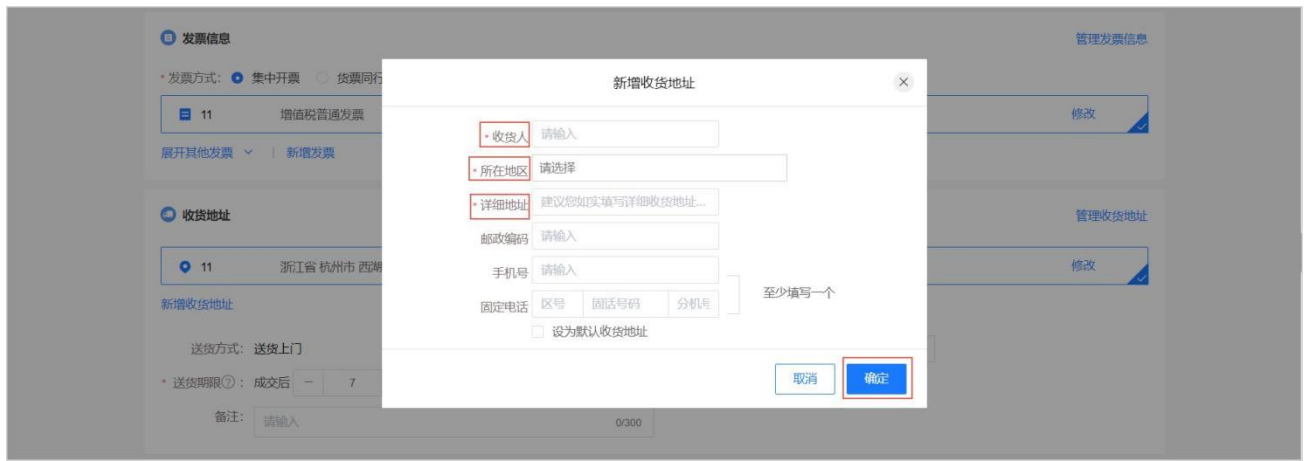 发票信息
管理发票信息
* 发票方式: 集中开票 货票同行
11 增值税普通发票 修改
展开其他发票 | 新增发票
新增收货地址
* 收货人 请输入
* 所在地区 请选择
* 详细地址 建议您如实填写详细收货地址...
邮政编码 请输入
手机号 请输入
固定电话 区号 固话号码 分机号
至少填写一个
设为默认收货地址
取消 确定
收货地址
管理收货地址
11 浙江省 杭州市 西湖 修改
新增收货地址
送货方式: 送货上门
* 送货期限?: 成交后 - 7
备注: 请输入 0/300